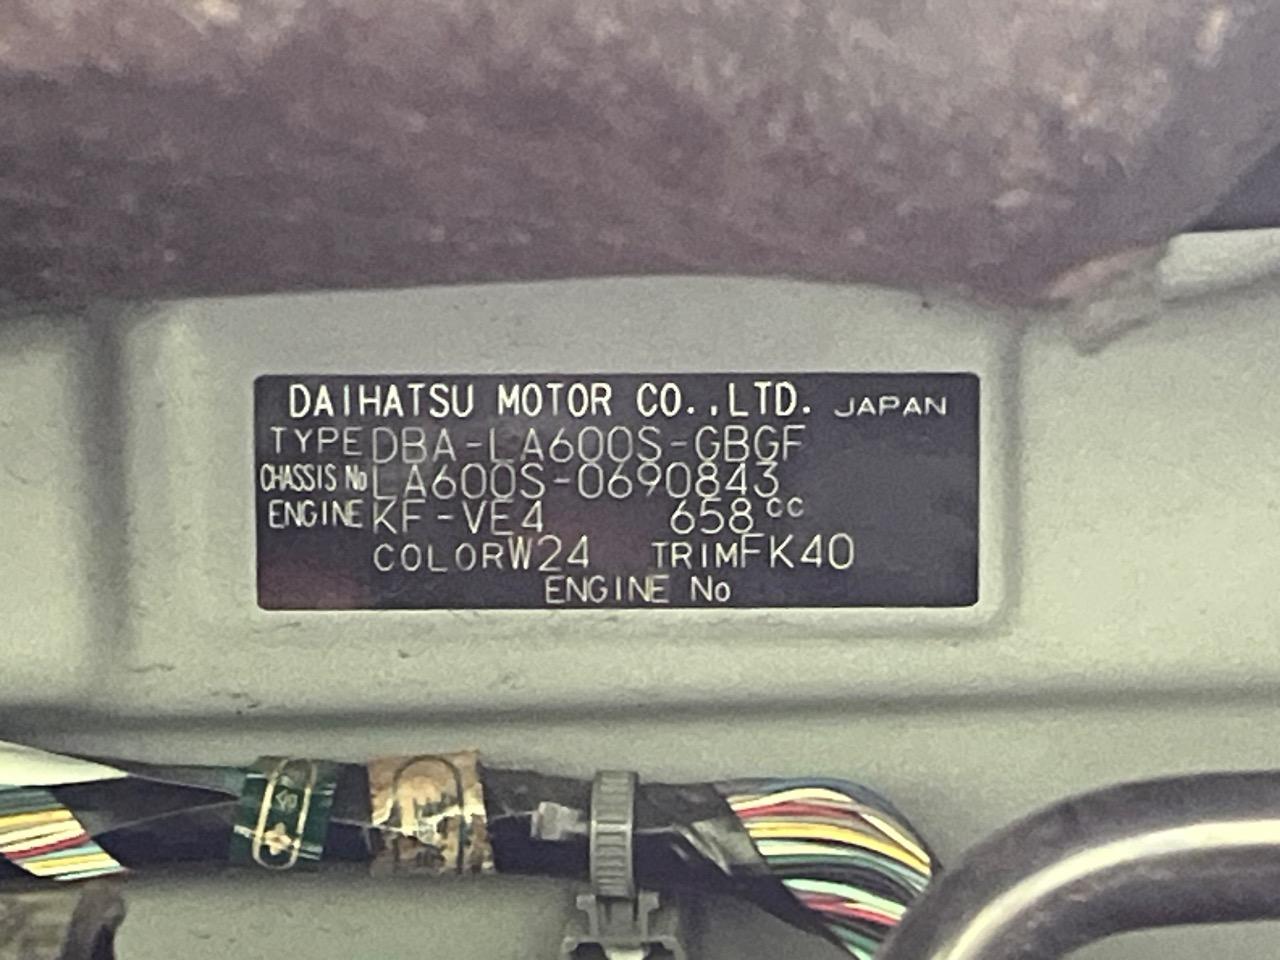 DAIHATSU MOTOR CO.,LTD. JAPAN
TYPE DBA-LA600S-GBGF
CHASSIS No LA600S-0690843
ENGINE KF-VE4 658cc
COLOR W24 TRIM FK40
ENGINE No